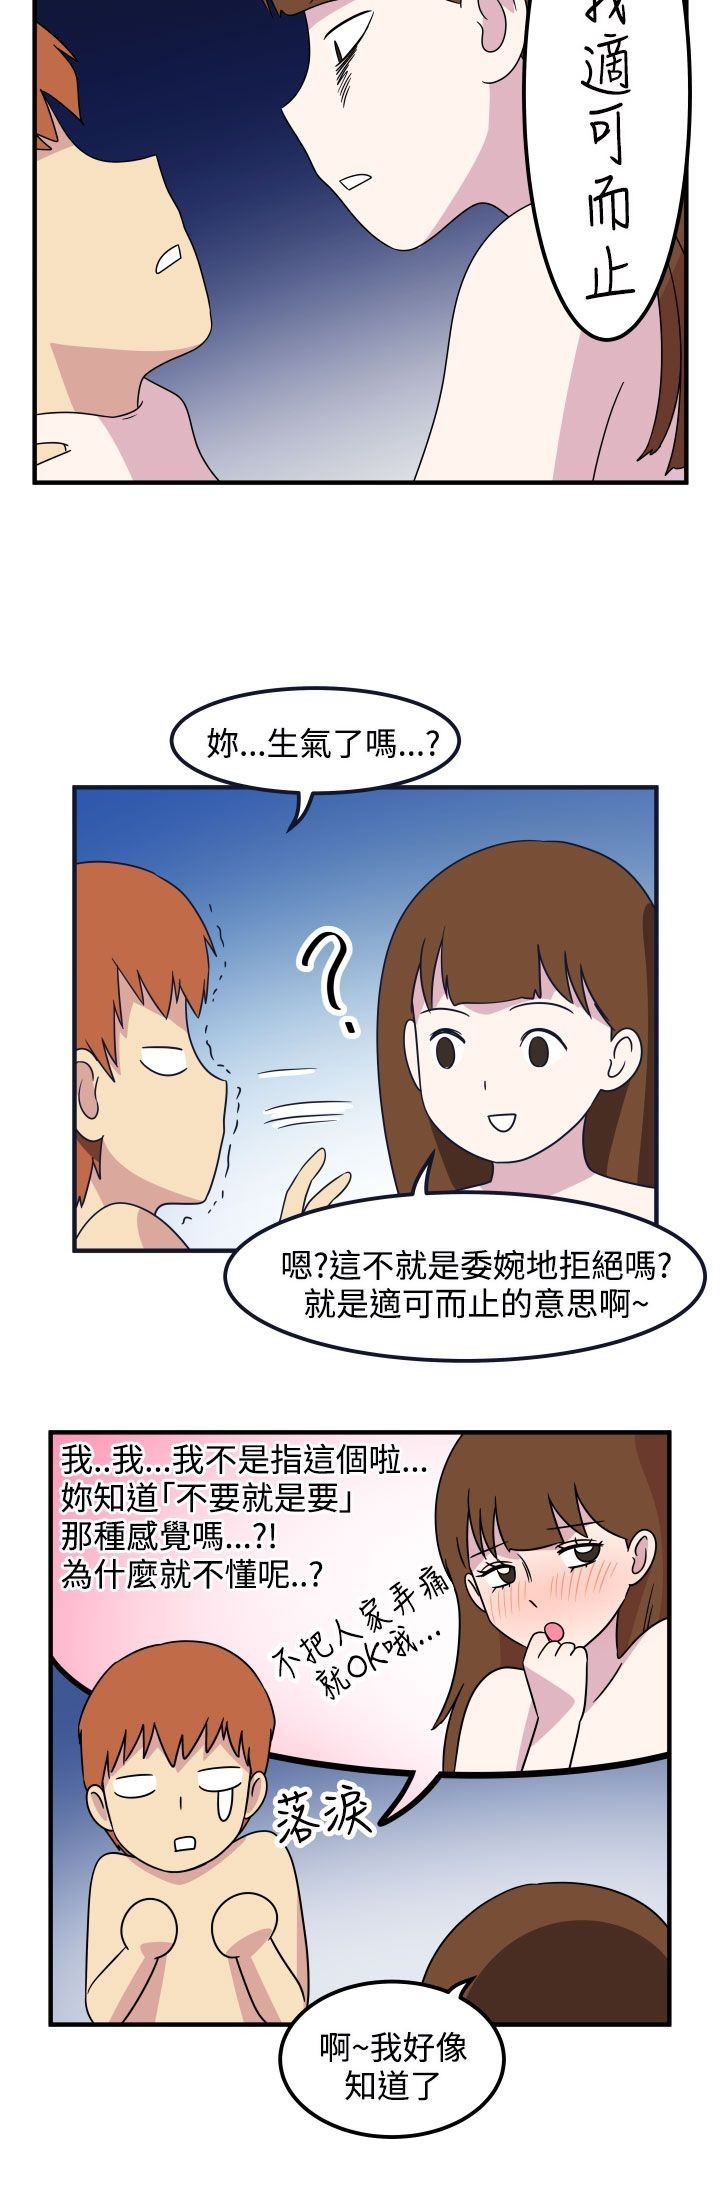 適可而止
妳...生氣了嗎...?
?
嗯?這不就是委婉地拒絕嗎?
就是適可而止的意思啊~
我..我...我不是指這個啦...
妳知道「不要就是要」
那種感覺嗎...?!
為什麼就不懂呢..?
不把人家弄痛
就OK哦...
落淚
啊~我好像
知道了